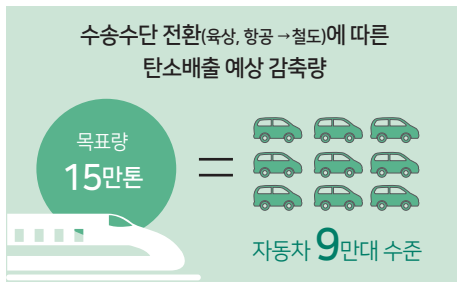 수송수단 전환(육상, 항공→철도)에 따른
탄소배출 예상 감축량
목표량
15만톤
=
자동차 9만대 수준